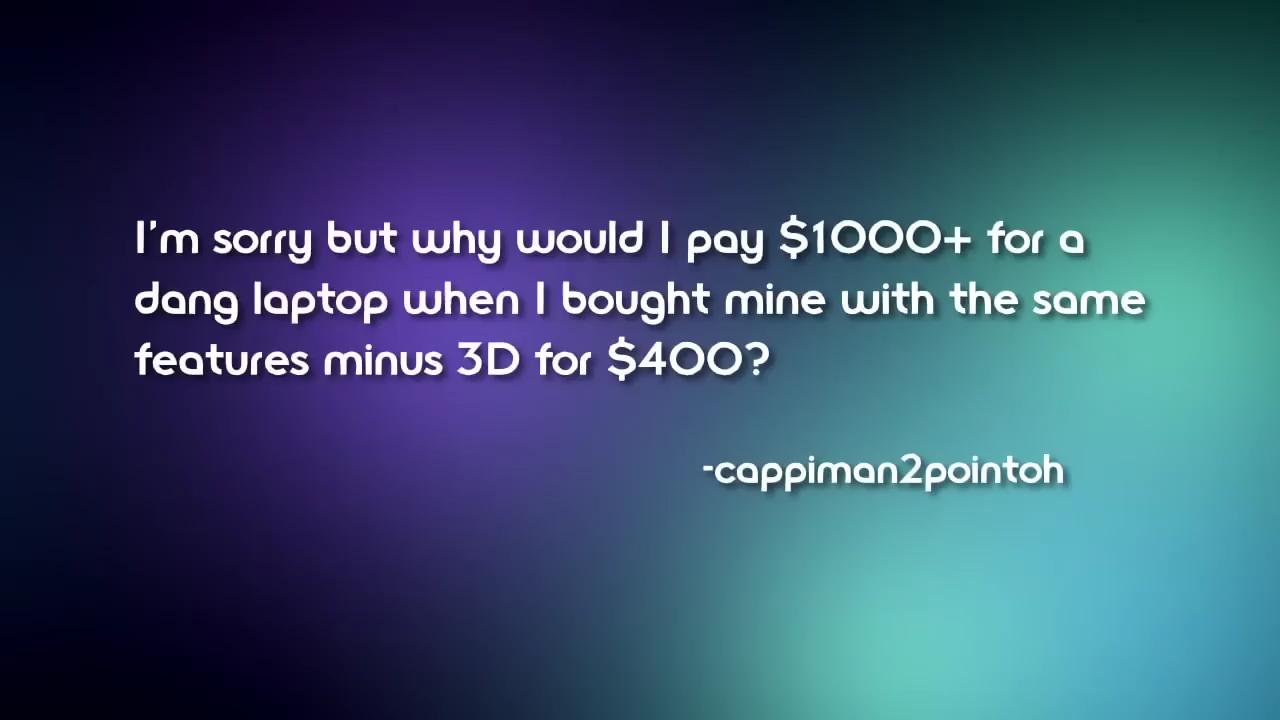 I'm sorry but why would I pay $1000+ for a
dang laptop when I bought mine with the same
features minus 3D for $400?
-cappiman2pointoh